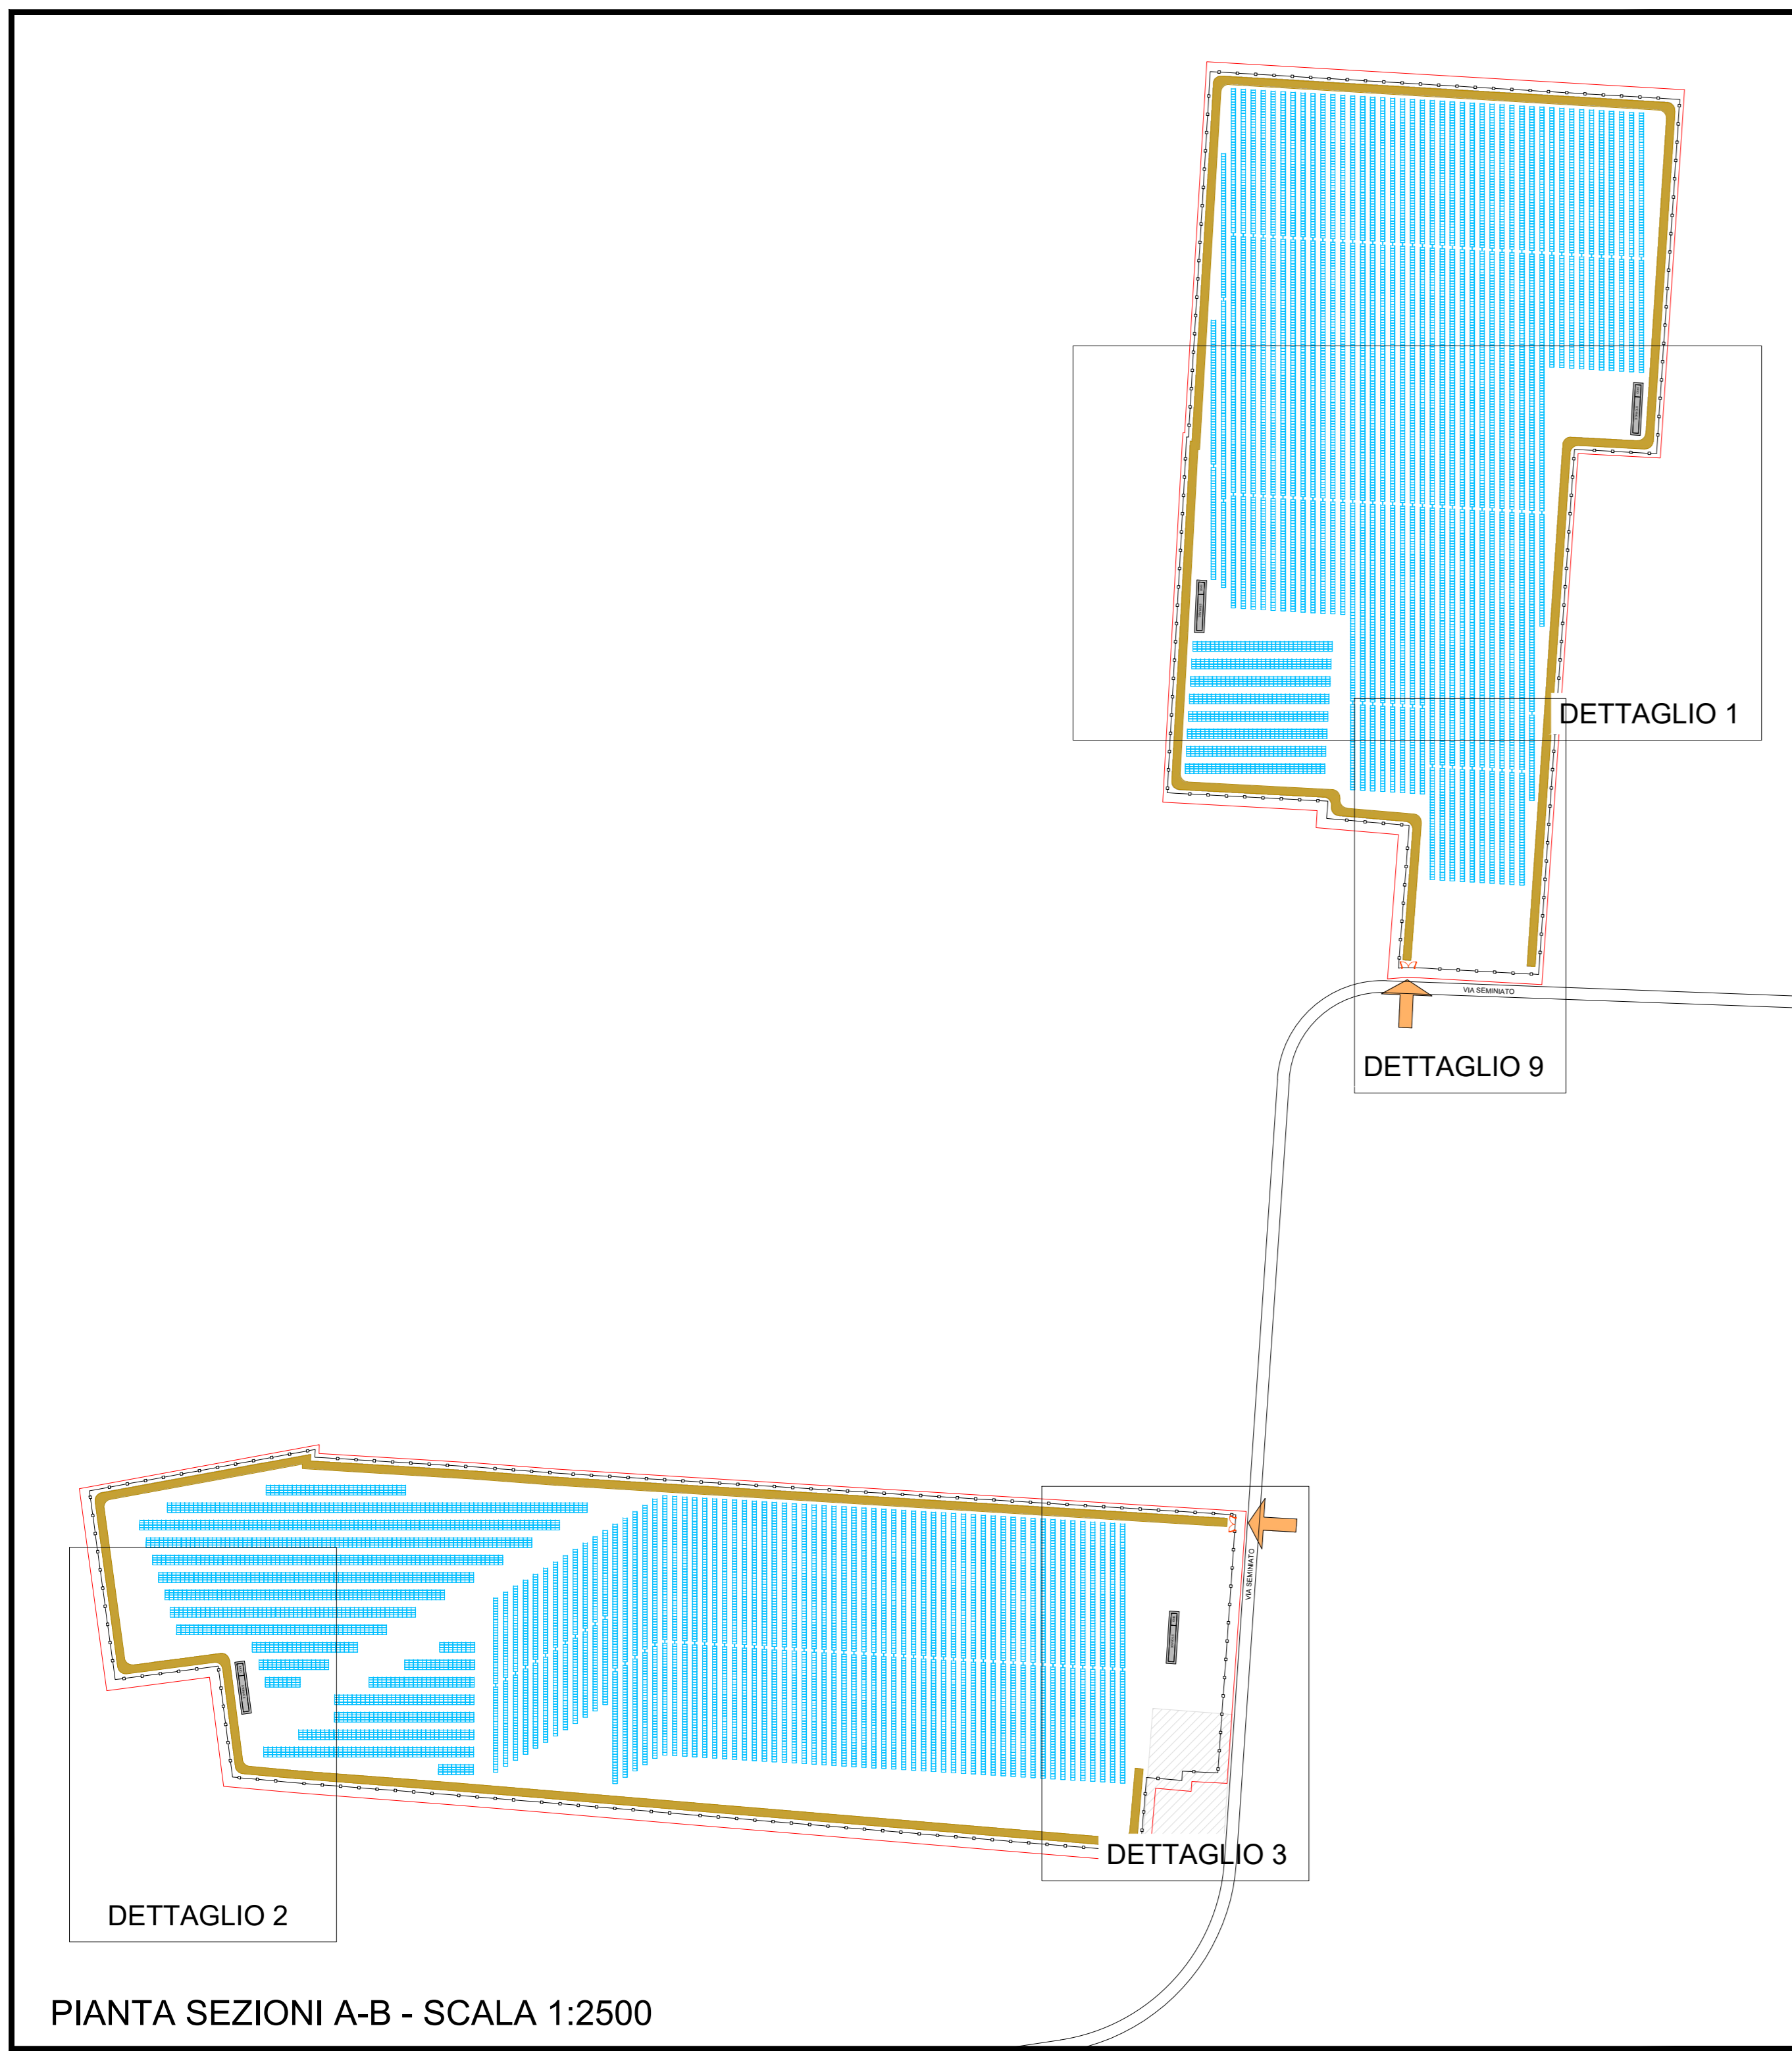 DETTAGLIO 1
VIA SEMINIATO
DETTAGLIO 9
VIA SEMINIATO
DETTAGLIO 3
DETTAGLIO 2
PIANTA SEZIONI A-B - SCALA 1:2500